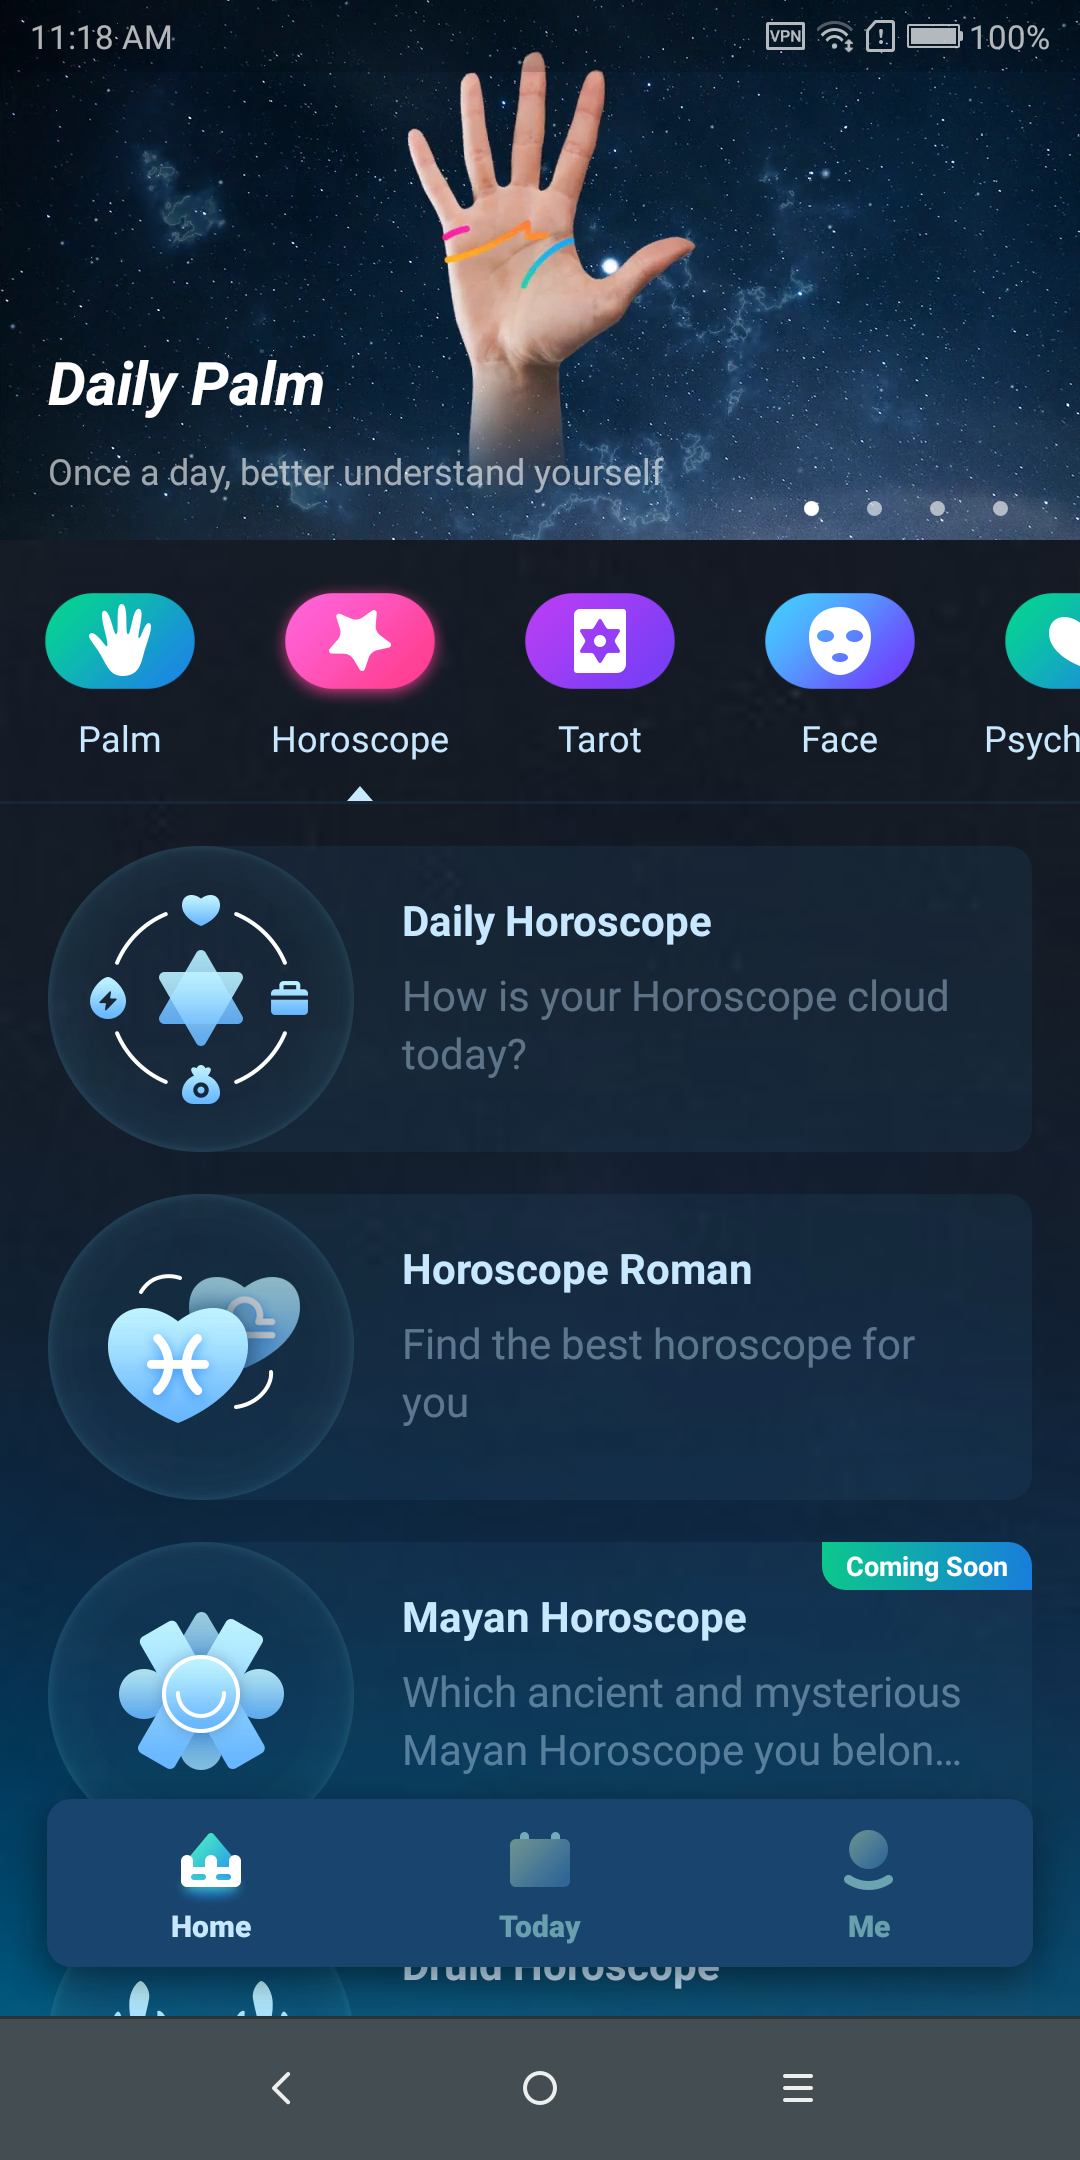 11:18 AM
VPN
100%
Daily Palm
Once a day, better understand yourself
Palm
Horoscope
Tarot
Face
Psych
Daily Horoscope
How is your Horoscope cloud
today?
Horoscope Roman
Find the best horoscope for
you
Coming Soon
Mayan Horoscope
Which ancient and mysterious
Mayan Horoscope you belon...
Home
Today
Me
Druid Horoscope